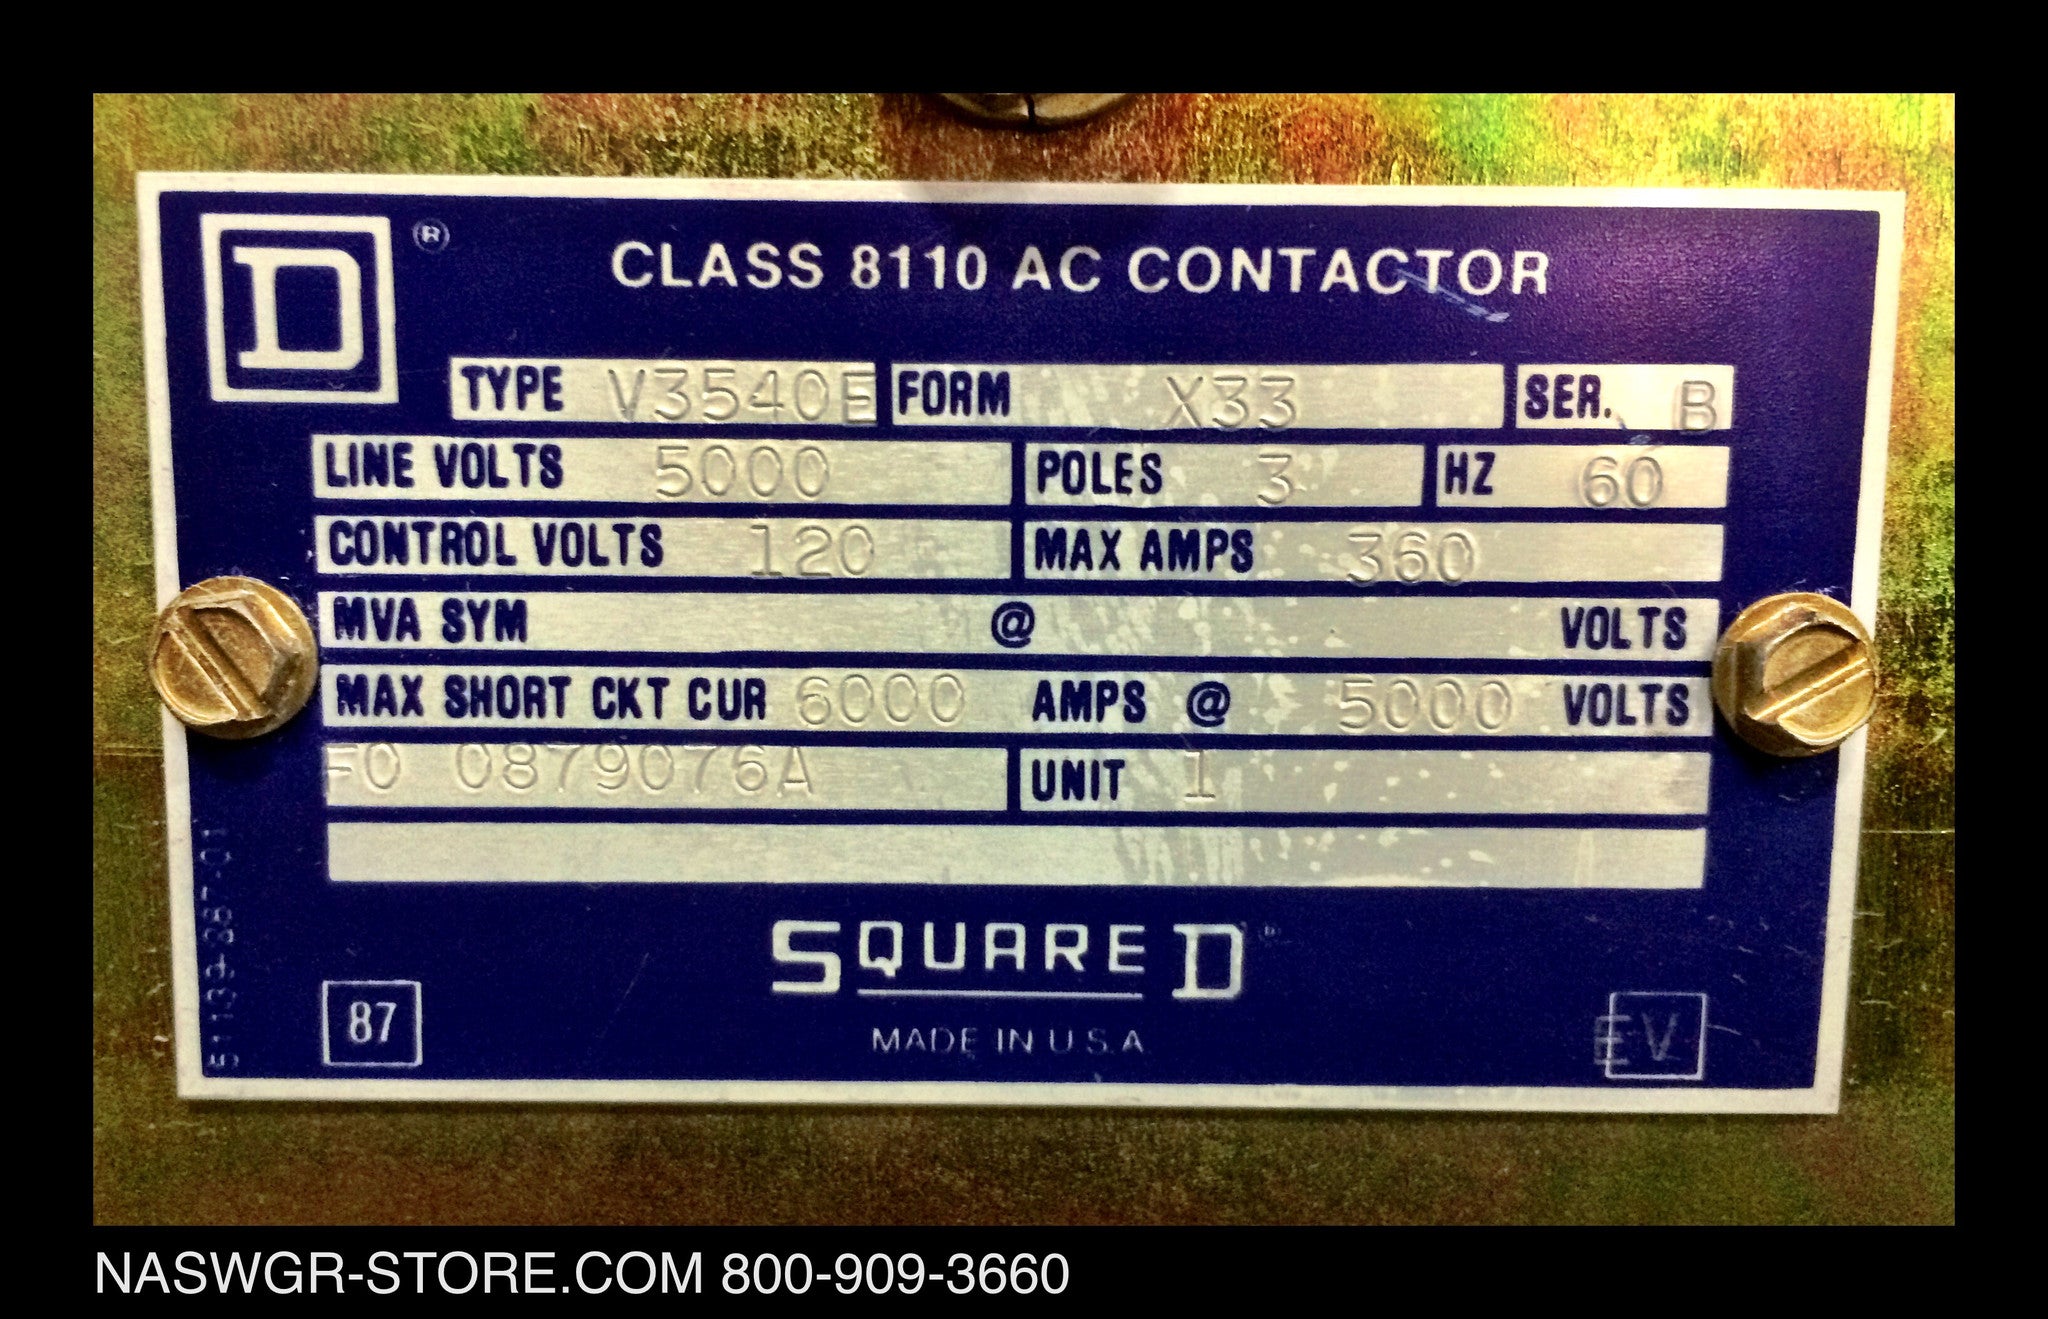 D ®
CLASS 8110 AC CONTACTOR
TYPE V3540E FORM X33 SER. B
LINE VOLTS 5000 POLES 3 HZ 60
CONTROL VOLTS 120 MAX AMPS 360
MVA SYM @ VOLTS
MAX SHORT CKT CUR 6000 AMPS @ 5000 VOLTS
FO 0879076A UNIT 1
SQUARE D
MADE IN U.S.A
87
EV
NASWGR-STORE.COM 800-909-3660